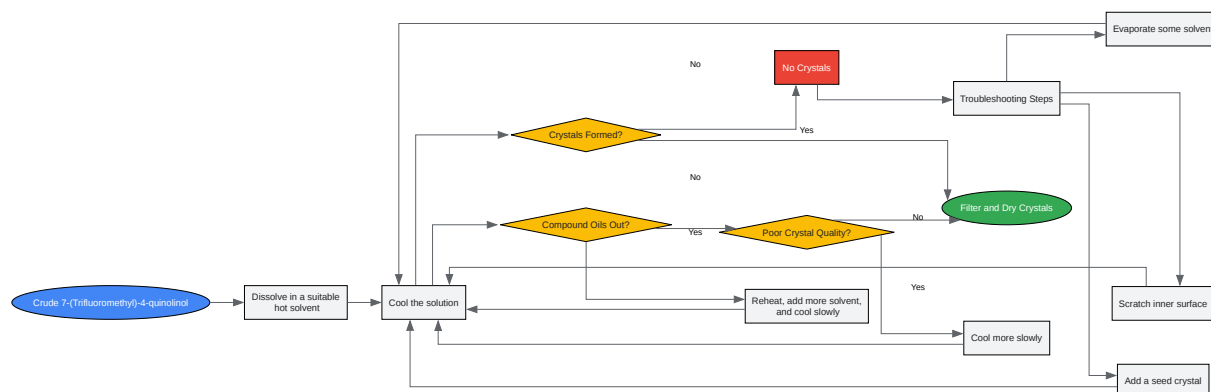 Evaporate some solvent
No
No Crystals
Troubleshooting Steps
Crystals Formed?
Yes
No
Filter and Dry Crystals
No
Compound Oils Out?
Yes
Poor Crystal Quality?
Crude 7-(Trifluoromethyl)-4-quinolinol
Dissolve in a suitable
hot solvent
Cool the solution
Reheat, add more solvent,
and cool slowly
Yes
Scratch inner surface
Cool more slowly
Add a seed crystal